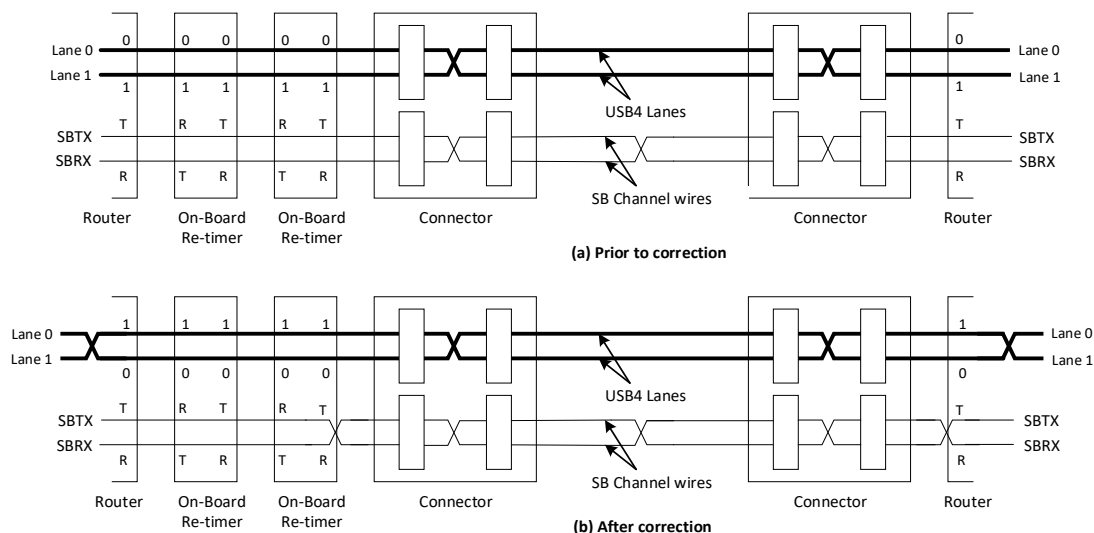 0 0 0 0 0 0
Lane 0 Lane 0
Lane 1 Lane 1
1 1 1 1 1 1
USB4 Lanes
T R T R T T
SBTX SBTX
SBRX SBRX
R T R T R R
SB Channel wires
Router On-Board Re-timer On-Board Re-timer Connector Connector Router
(a) Prior to correction
1 1 1 1 1 1
Lane 0 Lane 0
Lane 1 Lane 1
0 0 0 0 0 0
USB4 Lanes
T R T R T T
SBTX SBTX
SBRX SBRX
R T R T R R
SB Channel wires
Router On-Board Re-timer On-Board Re-timer Connector Connector Router
(b) After correction